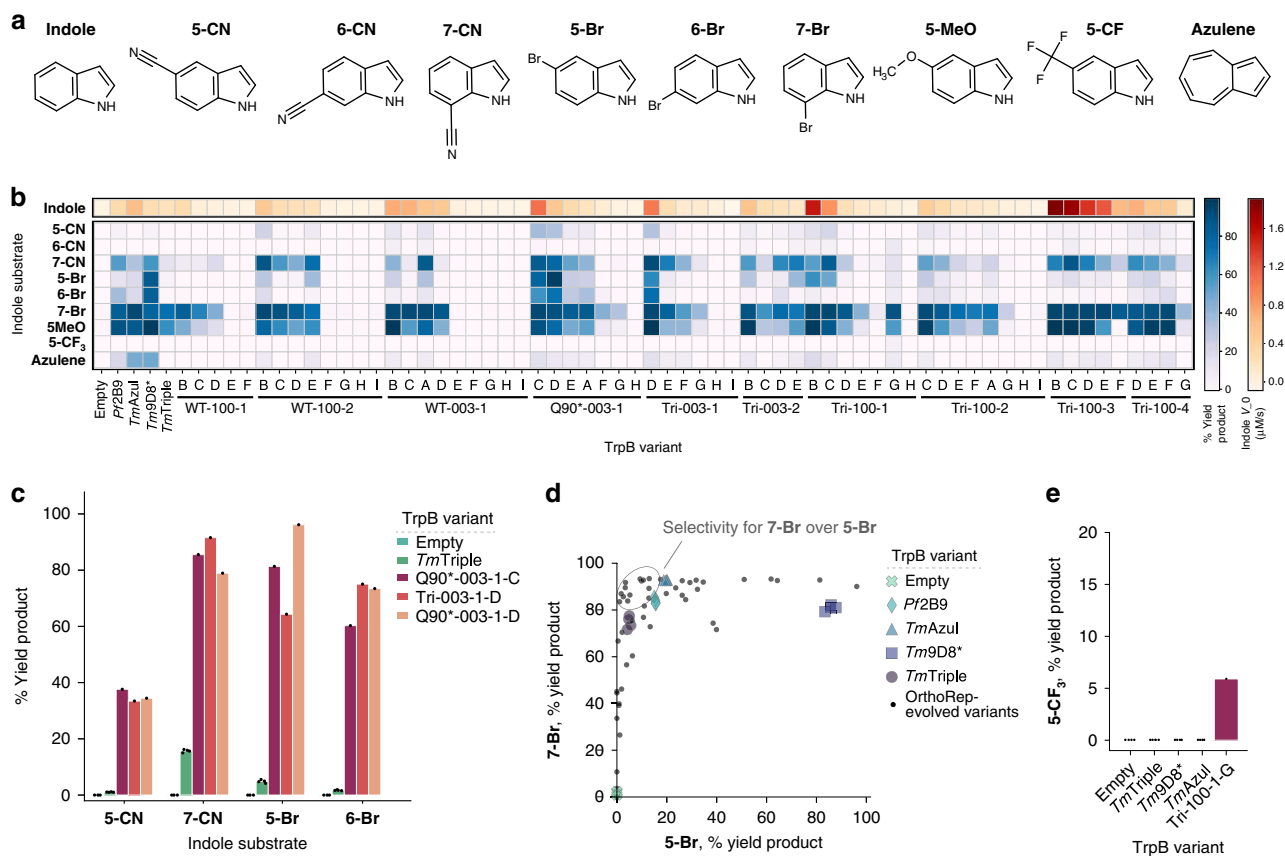 a
Indole 5-CN 6-CN 7-CN 5-Br 6-Br 7-Br 5-MeO 5-CF Azulene
N NH
N NH
NH N
Br NH
Br NH
NH Br
H₃C O NH
F F F NH
NH
b
Indole
Indole substrate
5-CN
6-CN
7-CN
5-Br
6-Br
7-Br
5MeO
5-CF₃
Azulene
Empty Pf2B9 TmAzul Tm9D8* TmTriple
B C D E F B C D E F G H I B C A D E F G H I C D E A F G H D E F G H I B C D E B C D E F G H B C D E F A G H I B C D E F D E F G
WT-100-1 WT-100-2 WT-003-1 Q90*-003-1 Tri-003-1 Tri-003-2 Tri-100-1 Tri-100-2 Tri-100-3 Tri-100-4
TrpB variant
80
60
40
20
0
% Yield product
1.6
1.2
0.8
0.4
0.0
Indole V_0 (μM/s)
c
% Yield product
100
80
60
40
20
0
5-CN 7-CN 5-Br 6-Br
Indole substrate
TrpB variant
Empty
TmTriple
Q90*-003-1-C
Tri-003-1-D
Q90*-003-1-D
d
Selectivity for 7-Br over 5-Br
7-Br, % yield product
100
80
60
40
20
0
0 20 40 60 80 100
5-Br, % yield product
TrpB variant
Empty
Pf2B9
TmAzul
Tm9D8*
TmTriple
OrthoRep-
evolved variants
e
5-CF₃, % yield product
20
15
10
5
0
Empty
TmTriple
Tm9D8*
TmAzul
Tri-100-1-G
TrpB variant